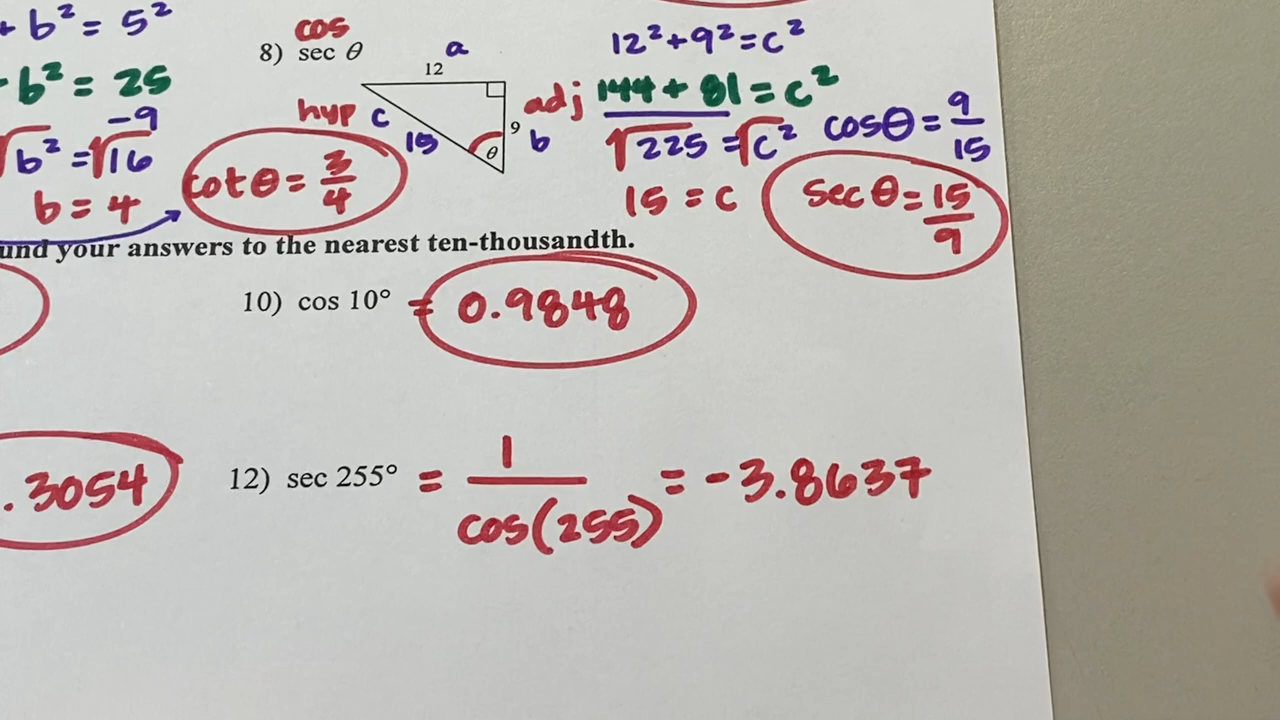 + b² = 5²
b² = 25
-9
√b² = √16
b = 4
cot θ = 3/4
cos
8) sec θ
a
12
hyp c
15
θ
9
b
adj
12² + 9² = c²
144 + 81 = c²
√225 = √c²
15 = c
cosθ = 9/15
sec θ = 15/9
und your answers to the nearest ten-thousandth.
10) cos 10° = 0.9848
.3054
12) sec 255° = 1/cos(255) = -3.8637